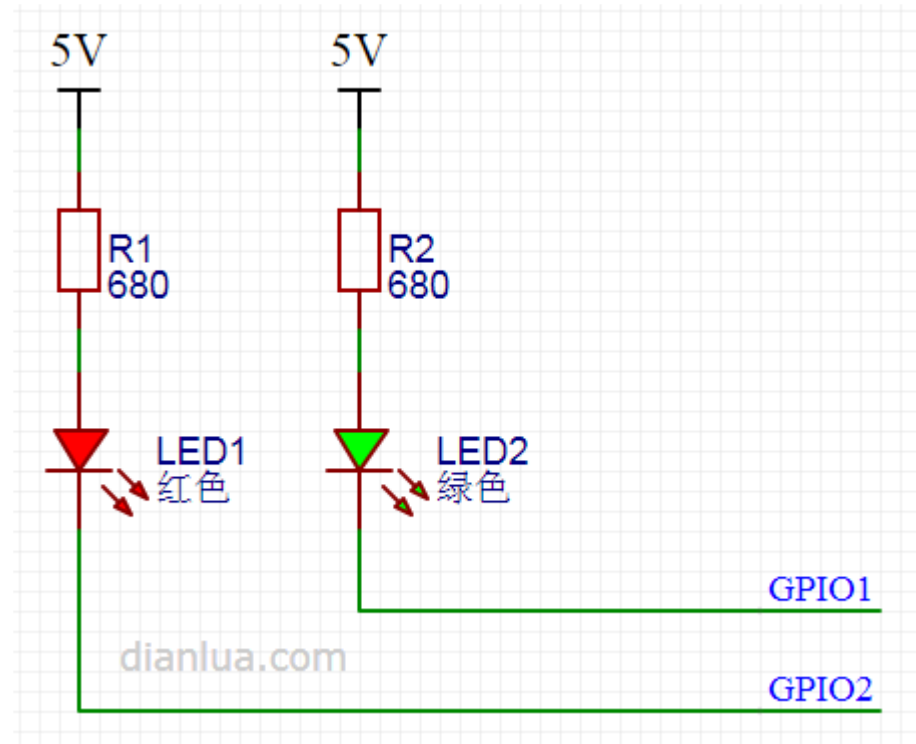 5V
5V
R1
680
R2
680
LED1
红色
LED2
绿色
GPIO1
dianlua.com
GPIO2